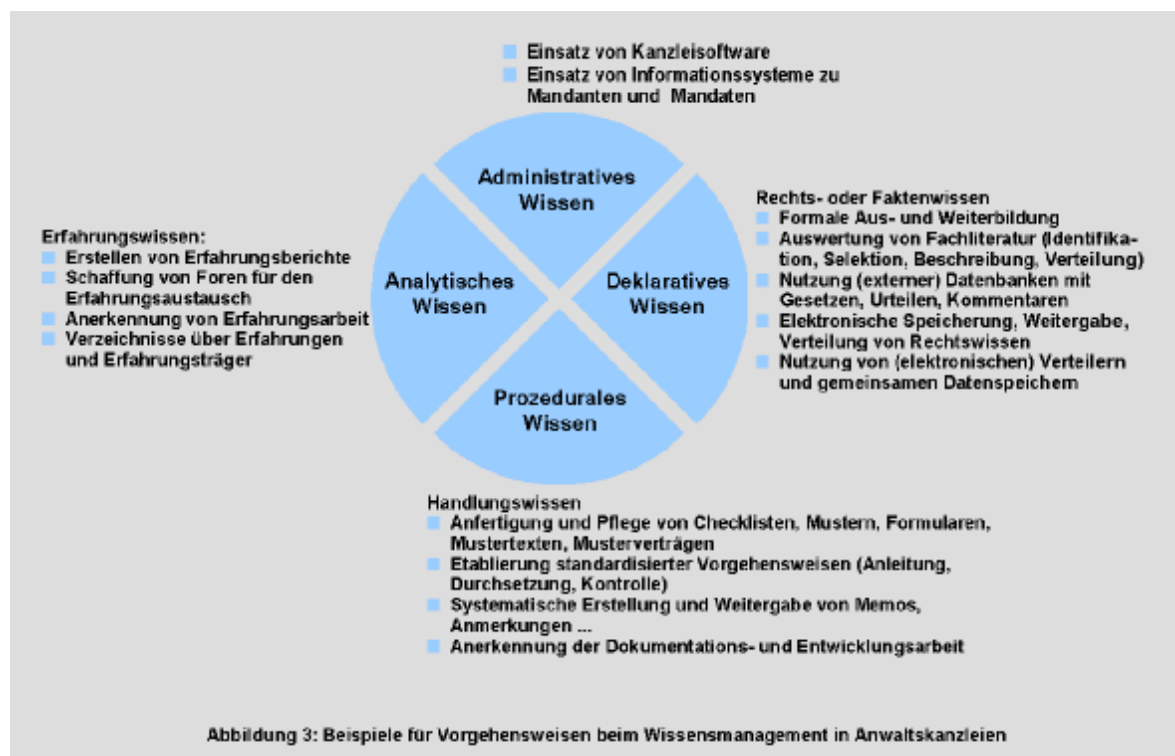 Einsatz von Kanzleisoftware
Einsatz von Informationssysteme zu
Mandanten und Mandaten
Administratives
Wissen
Erfahrungswissen:
Erstellen von Erfahrungsberichte
Schaffung von Foren für den
Erfahrungsaustausch
Anerkennung von Erfahrungsarbeit
Verzeichnisse über Erfahrungen
und Erfahrungsträger
Analytisches
Wissen
Deklaratives
Wissen
Rechts- oder Faktenwissen
Formale Aus- und Weiterbildung
Auswertung von Fachliteratur (Identifika-
tion, Selektion, Beschreibung, Verteilung)
Nutzung (externer) Datenbanken mit
Gesetzen, Urteilen, Kommentaren
Elektronische Speicherung, Weitergabe,
Verteilung von Rechtswissen
Nutzung von (elektronischen) Verteilern
und gemeinsamen Datenspeichern
Prozedurales
Wissen
Handlungswissen
Anfertigung und Pflege von Checklisten, Mustern, Formularen,
Mustertexten, Musterverträgen
Etablierung standardisierter Vorgehensweisen (Anleitung,
Durchsetzung, Kontrolle)
Systematische Erstellung und Weitergabe von Memos,
Anmerkungen ...
Anerkennung der Dokumentations- und Entwicklungsarbeit
Abbildung 3: Beispiele für Vorgehensweisen beim Wissensmanagement in Anwaltskanzleien